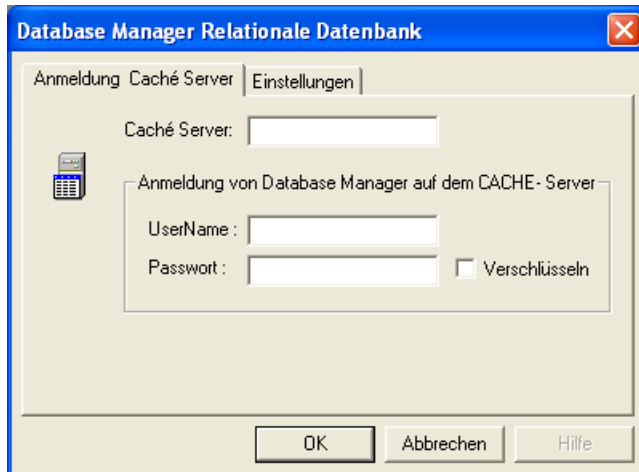 Database Manager Relationale Datenbank
Anmeldung Caché Server Einstellungen
Caché Server:
Anmeldung von Database Manager auf dem CACHE- Server
UserName :
Passwort : Verschlüsseln
OK Abbrechen Hilfe